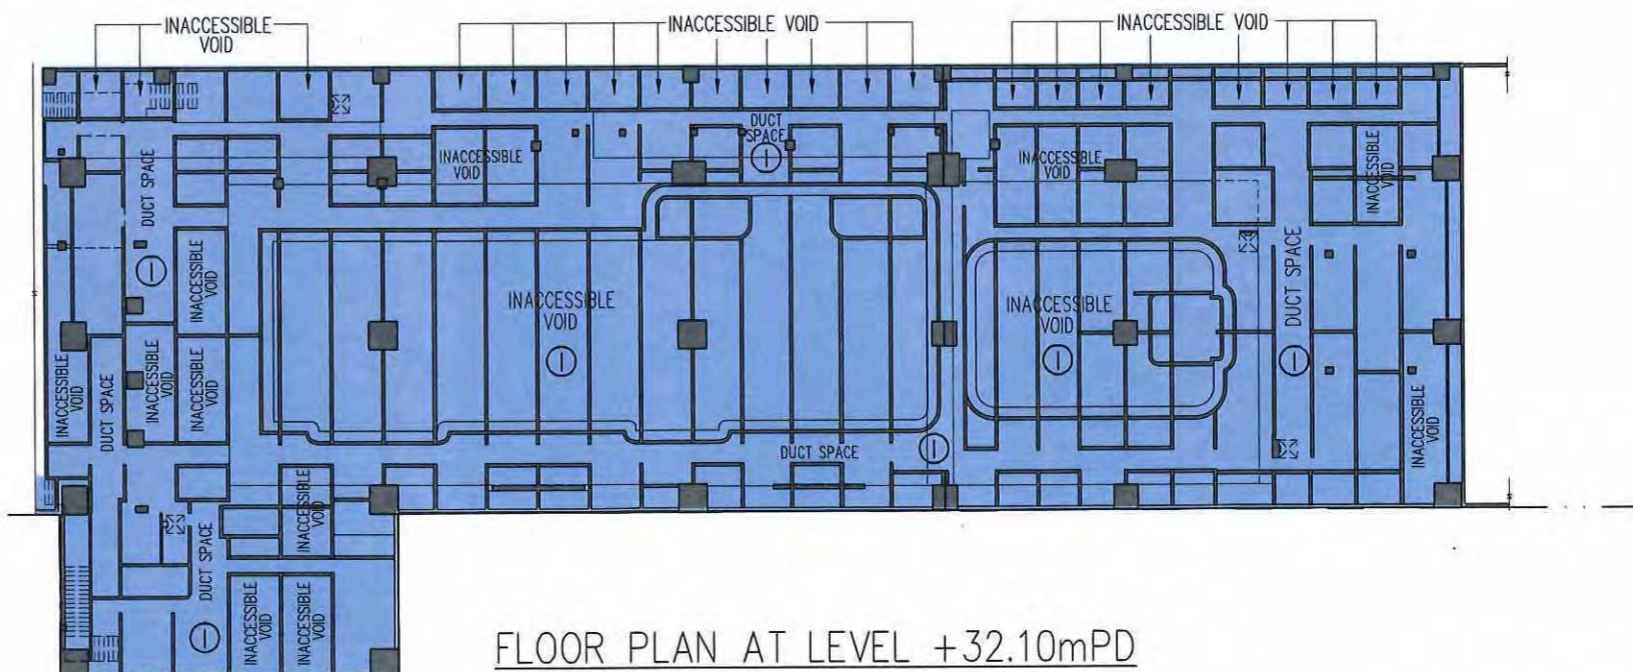 INACCESSIBLE
VOID
INACCESSIBLE VOID
INACCESSIBLE VOID
DUCT
SPACE
INACCESSIBLE
VOID
INACCESSIBLE
VOID
INACCESSIBLE
VOID
DUCT SPACE
INACCESSIBLE
VOID
DUCT SPACE
INACCESSIBLE
VOID
INACCESSIBLE
VOID
INACCESSIBLE
VOID
DUCT SPACE
INACCESSIBLE
VOID
INACCESSIBLE
VOID
INACCESSIBLE
VOID
DUCT SPACE
INACCESSIBLE
VOID
DUCT SPACE
INACCESSIBLE
VOID
INACCESSIBLE
VOID
FLOOR PLAN AT LEVEL +32.10mPD